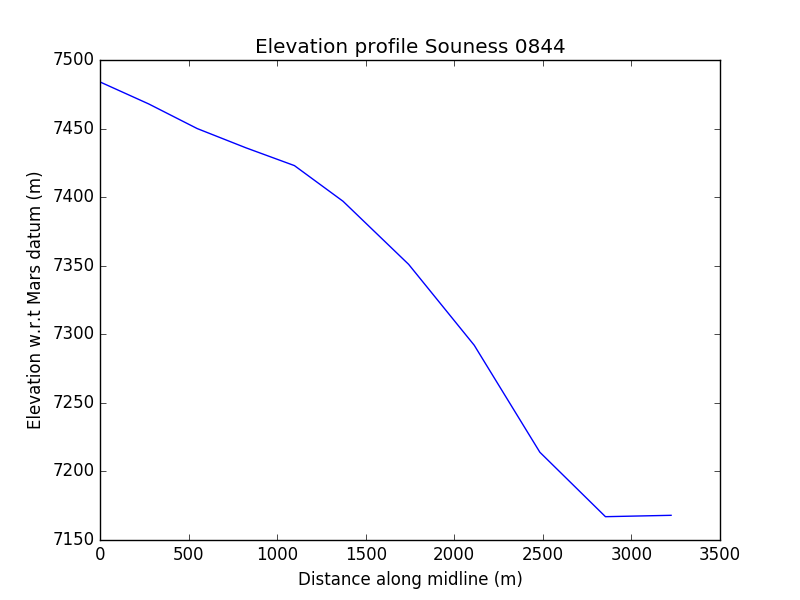 Elevation profile Souness 0844
7500
7450
7400
7350
7300
7250
7200
7150
Elevation w.r.t Mars datum (m)
0 500 1000 1500 2000 2500 3000 3500
Distance along midline (m)